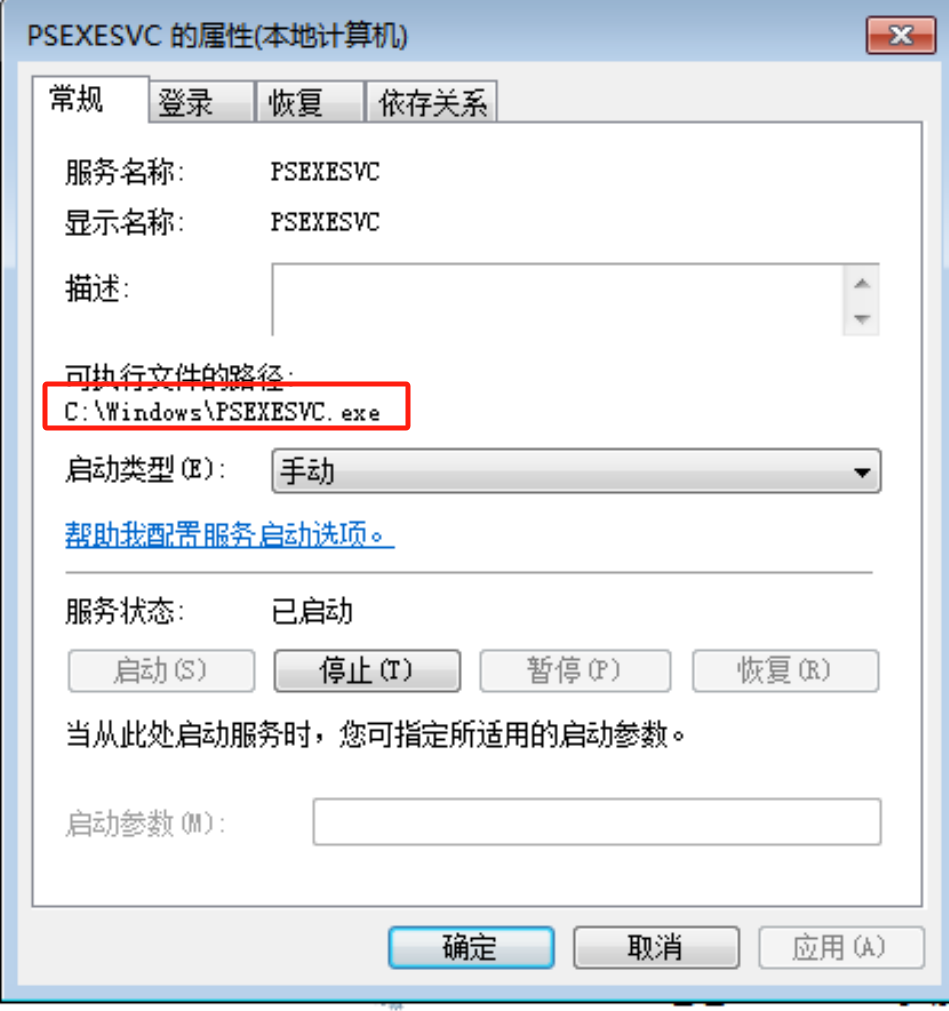 PSEXESVC 的属性(本地计算机)
常规 登录 恢复 依存关系
服务名称: PSEXESVC
显示名称: PSEXESVC
描述:
可执行文件的路径:
C:\Windows\PSEXESVC.exe
启动类型(E): 手动
帮助我配置服务启动选项。
服务状态: 已启动
启动(S) 停止(T) 暂停(P) 恢复(R)
当从此处启动服务时，您可指定所适用的启动参数。
启动参数(M):
确定 取消 应用(A)